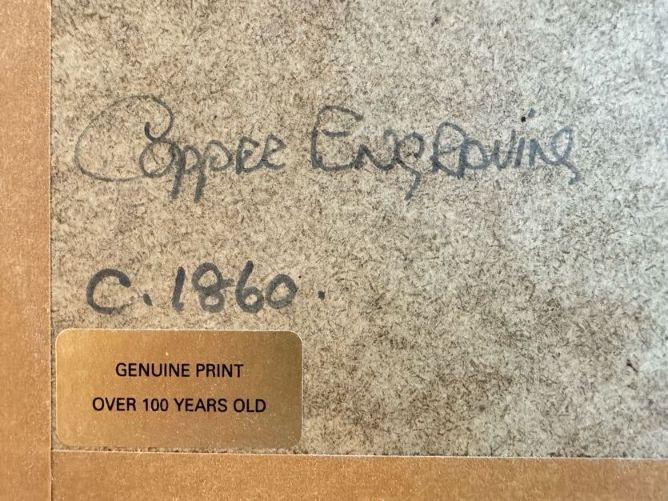 Copper Engraving
c. 1860.
GENUINE PRINT
OVER 100 YEARS OLD